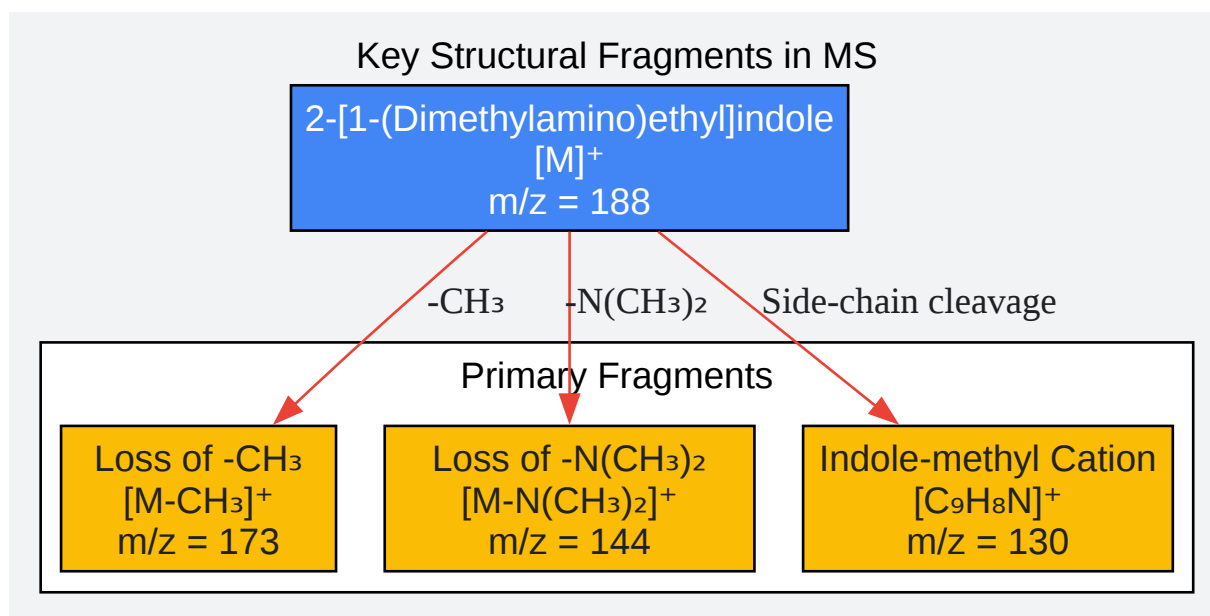 Key Structural Fragments in MS
2-[1-(Dimethylamino)ethyl]indole
[M]⁺
m/z = 188
-CH₃
-N(CH₃)₂
Side-chain cleavage
Primary Fragments
Loss of -CH₃
[M-CH₃]⁺
m/z = 173
Loss of -N(CH₃)₂
[M-N(CH₃)₂]⁺
m/z = 144
Indole-methyl Cation
[C₉H₈N]⁺
m/z = 130